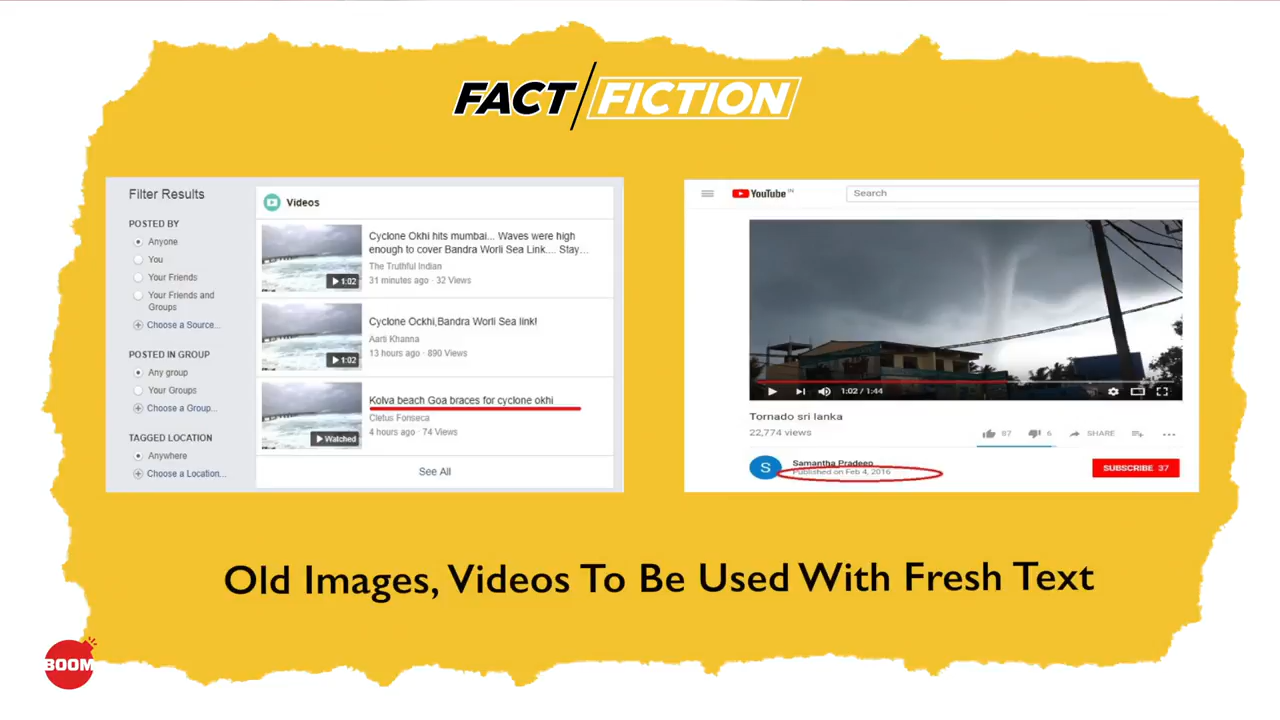 FACT/FICTION
Filter Results
POSTED BY
Anyone
You
Your Friends
Your Friends and
Groups
Choose a Source...
POSTED IN GROUP
Any group
Your Groups
Choose a Group...
TAGGED LOCATION
Anywhere
Choose a Location...
Videos
1:02
Cyclone Okhi hits mumbai... Waves were high
enough to cover Bandra Worli Sea Link.... Stay...
The Truthful Indian
31 minutes ago · 32 Views
1:02
Cyclone Ockhi,Bandra Worli Sea link!
Aarti Khanna
13 hours ago · 890 Views
Watched
Kolva beach Goa braces for cyclone okhi
Cletus Fonseca
4 hours ago · 74 Views
See All
YouTube IN
Search
1:02 / 1:44
Tornado sri lanka
22,774 views
87
6
SHARE
S
Samantha Pradeep
Published on Feb 4, 2016
SUBSCRIBE 37
Old Images, Videos To Be Used With Fresh Text
BOOM